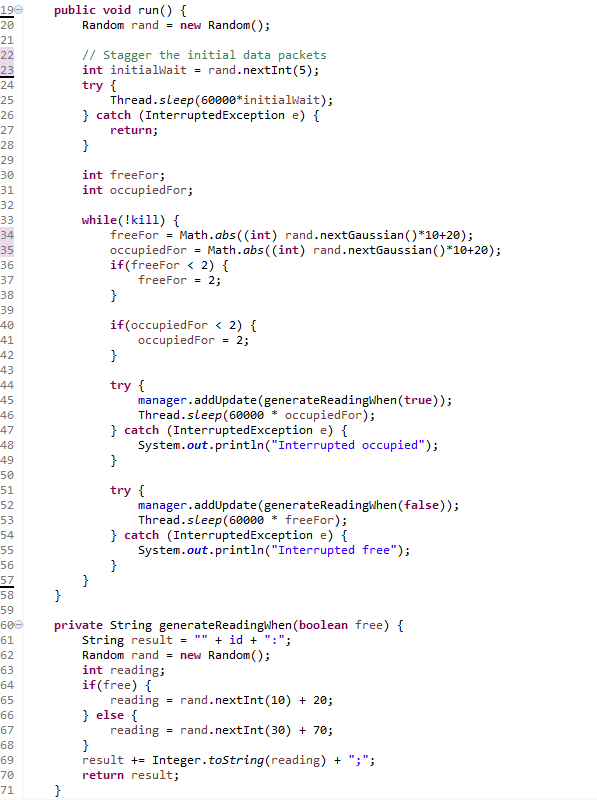 19 public void run() {
20 Random rand = new Random();
21
22 // Stagger the initial data packets
23 int initialWait = rand.nextInt(5);
24 try {
25 Thread.sleep(60000*initialWait);
26 } catch (InterruptedException e) {
27 return;
28 }
29
30 int freeFor;
31 int occupiedFor;
32
33 while(!kill) {
34 freeFor = Math.abs((int) rand.nextGaussian()*10+20);
35 occupiedFor = Math.abs((int) rand.nextGaussian()*10+20);
36 if(freeFor < 2) {
37 freeFor = 2;
38 }
39
40 if(occupiedFor < 2) {
41 occupiedFor = 2;
42 }
43
44 try {
45 manager.addUpdate(generateReadingWhen(true));
46 Thread.sleep(60000 * occupiedFor);
47 } catch (InterruptedException e) {
48 System.out.println("Interrupted occupied");
49 }
50
51 try {
52 manager.addUpdate(generateReadingWhen(false));
53 Thread.sleep(60000 * freeFor);
54 } catch (InterruptedException e) {
55 System.out.println("Interrupted free");
56 }
57 }
58 }
59
60 private String generateReadingWhen(boolean free) {
61 String result = "" + id + ":";
62 Random rand = new Random();
63 int reading;
64 if(free) {
65 reading = rand.nextInt(10) + 20;
66 } else {
67 reading = rand.nextInt(30) + 70;
68 }
69 result += Integer.toString(reading) + ";";
70 return result;
71 }